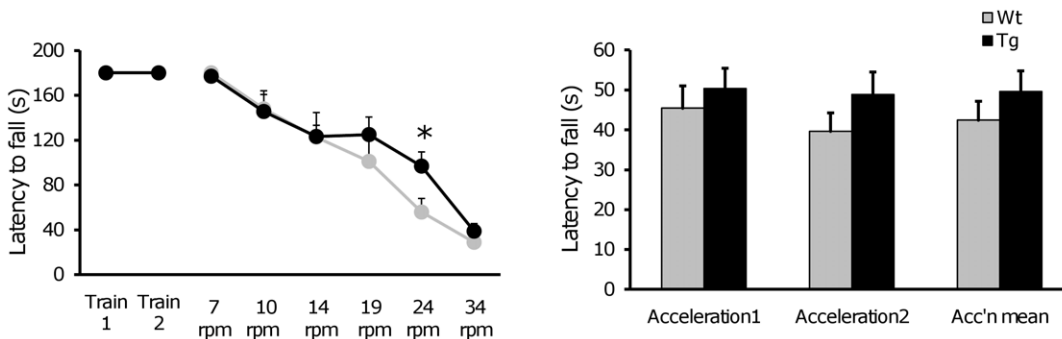 Latency to fall (s)
200
160
120
80
40
0
*
Train 1
Train 2
7 rpm
10 rpm
14 rpm
19 rpm
24 rpm
34 rpm
Wt
Tg
Latency to fall (s)
60
50
40
30
20
10
0
Acceleration1
Acceleration2
Acc'n mean